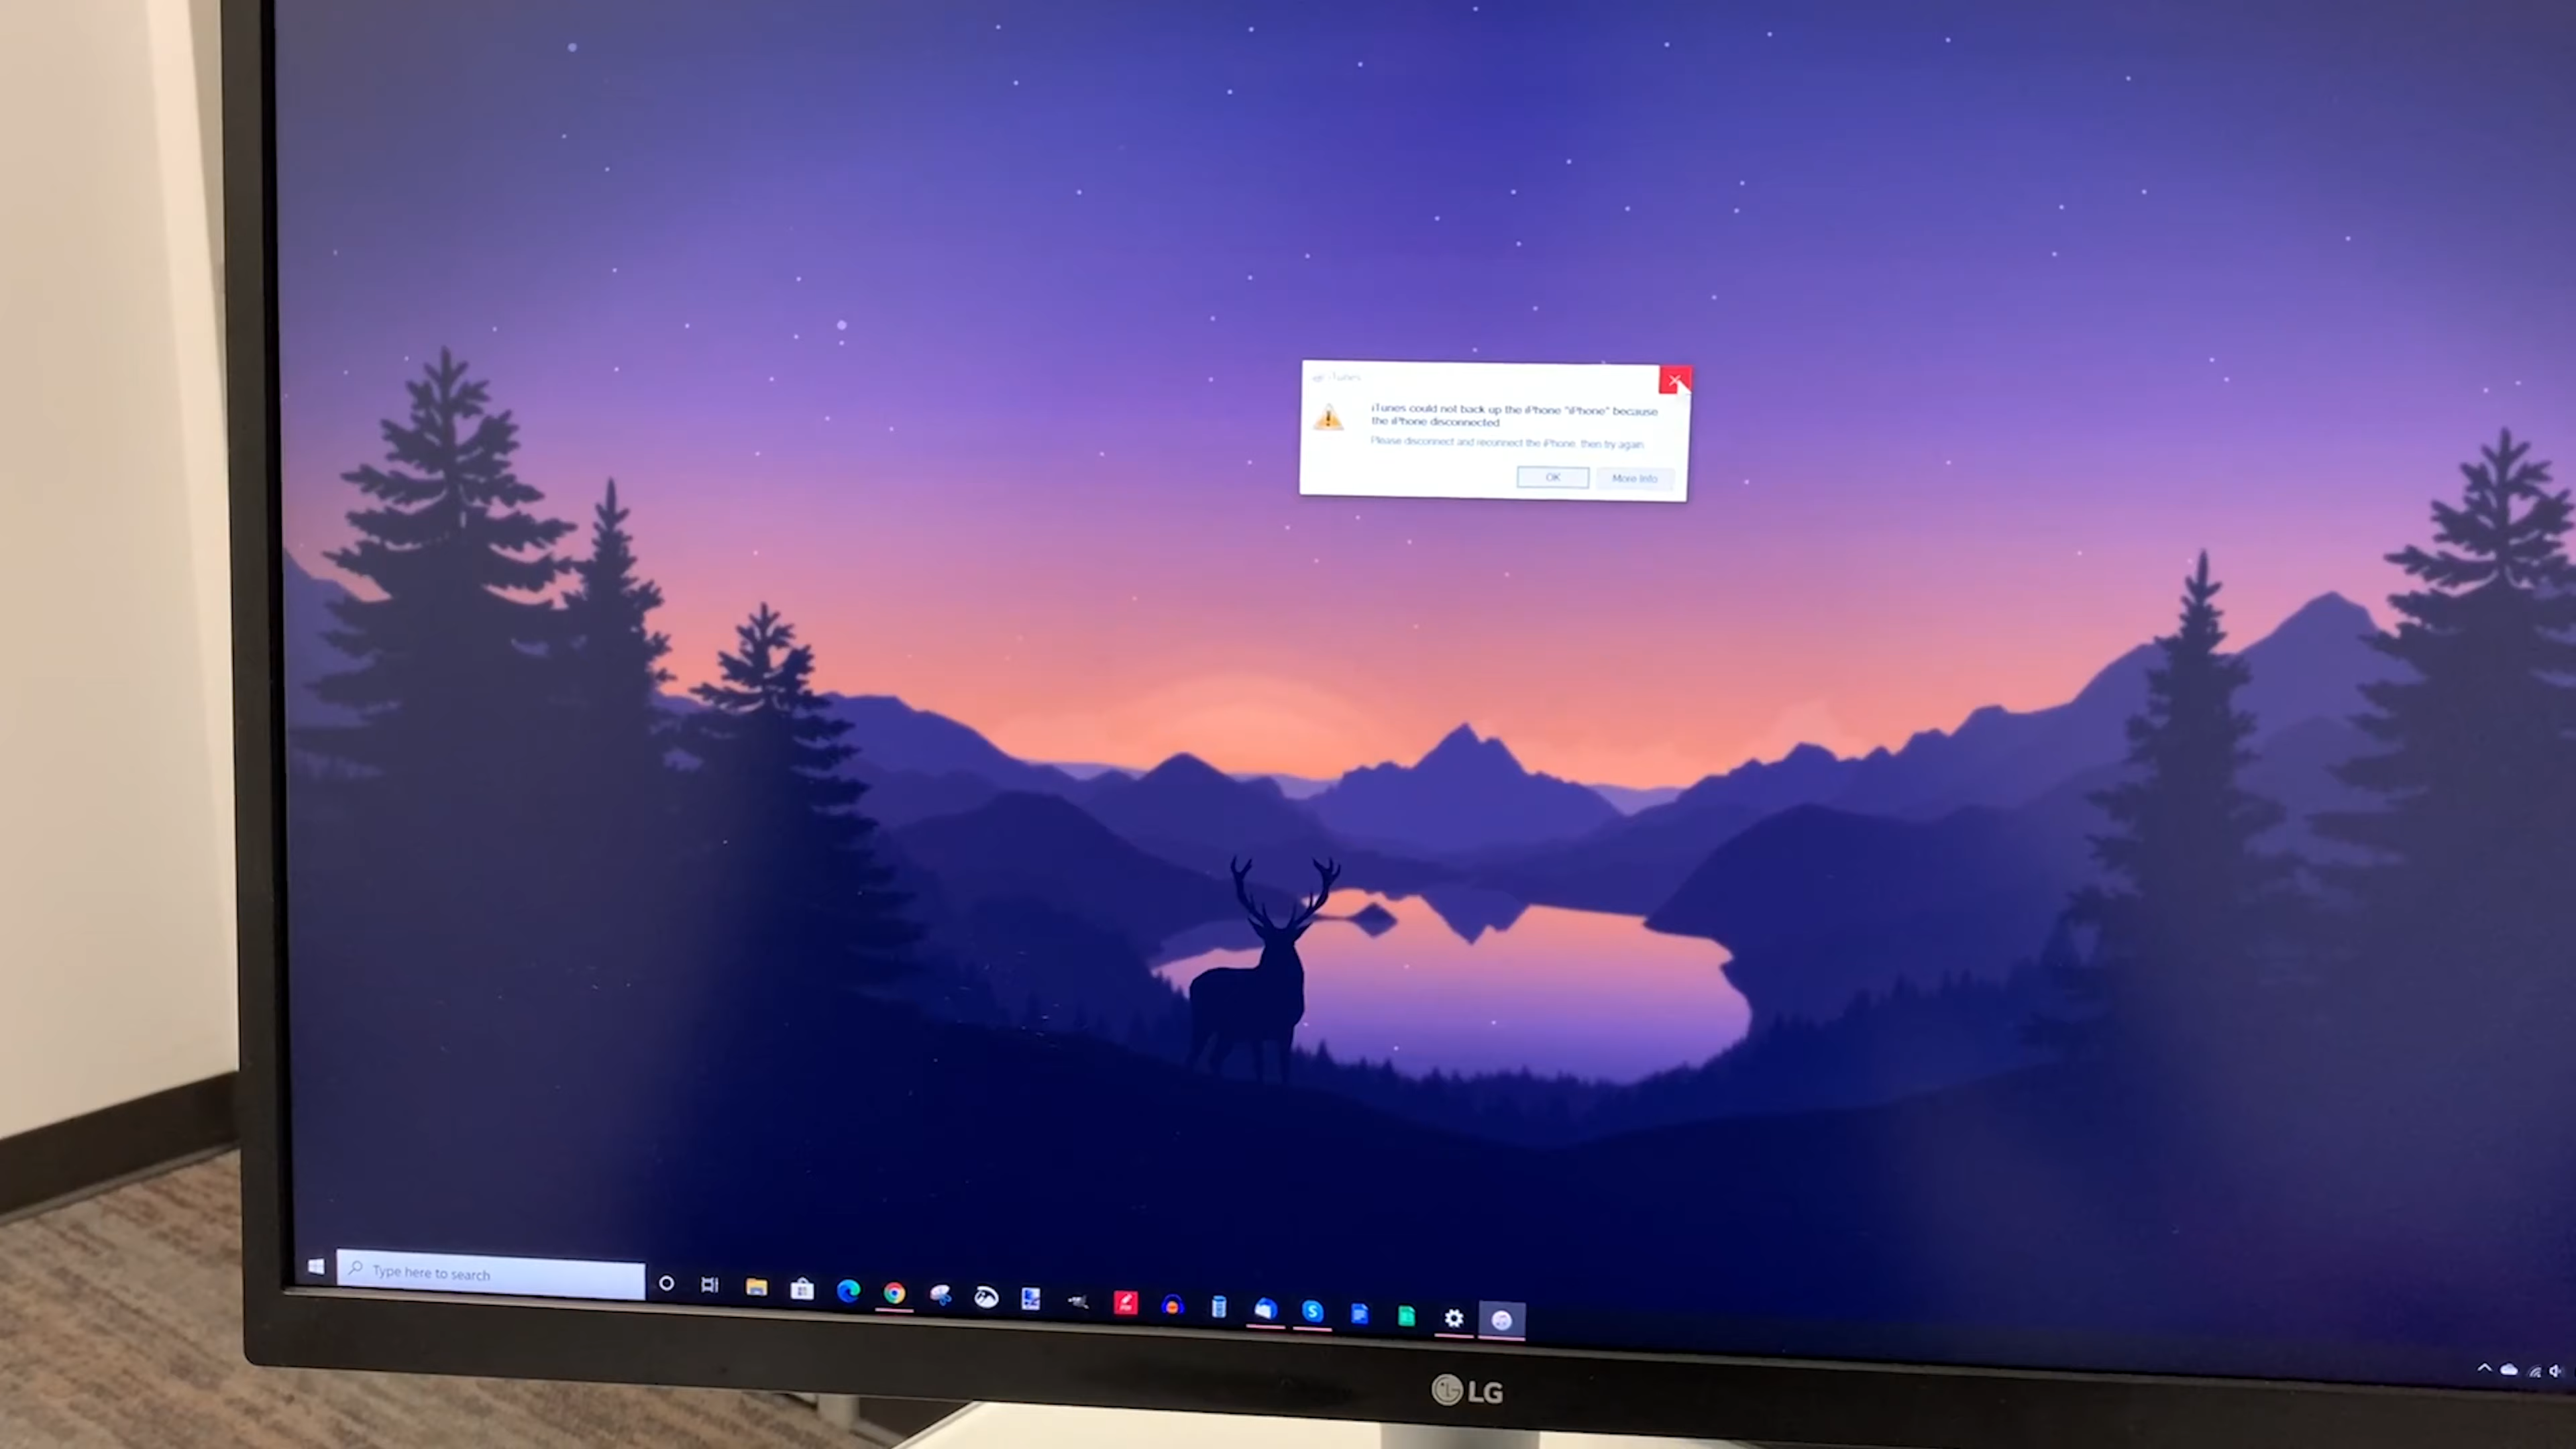 iTunes
iTunes could not back up the iPhone "iPhone" because
the iPhone disconnected
Please disconnect and reconnect the iPhone, then try again.
OK More Info
Type here to search
S
LG